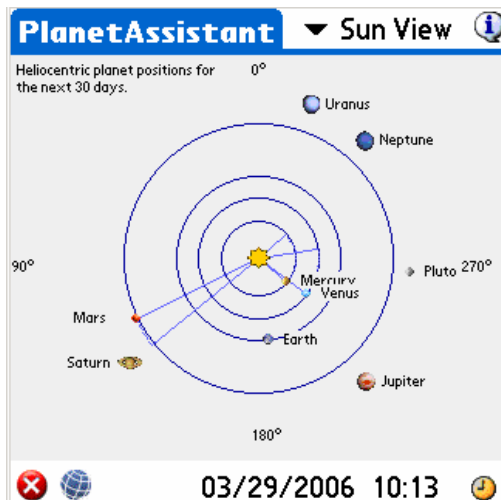 PlanetAssistant
Sun View
Heliocentric planet positions for
the next 30 days.
0°
Uranus
Neptune
90°
Mercury
Pluto
270°
Venus
Mars
Earth
Saturn
Jupiter
180°
03/29/2006 10:13